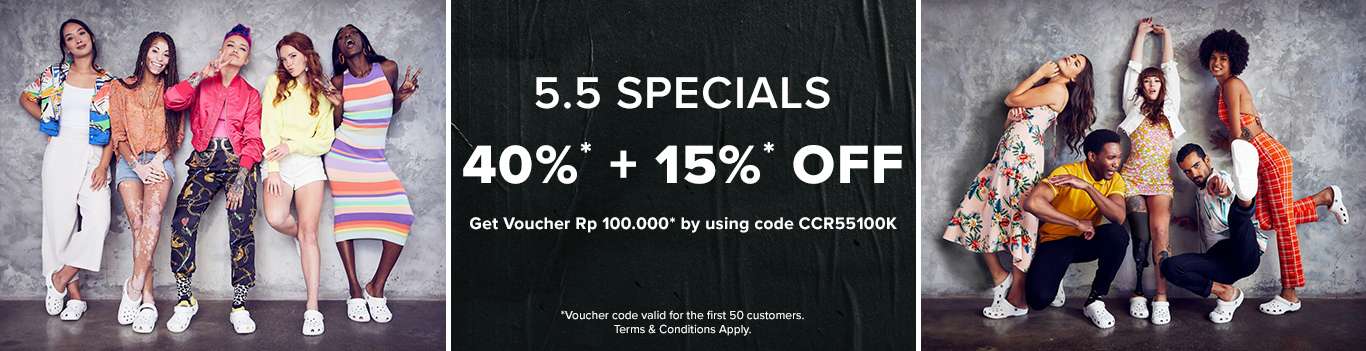 5.5 SPECIALS
40%* + 15%* OFF
Get Voucher Rp 100.000* by using code CCR55100K
*Voucher code valid for the first 50 customers.
Terms & Conditions Apply.